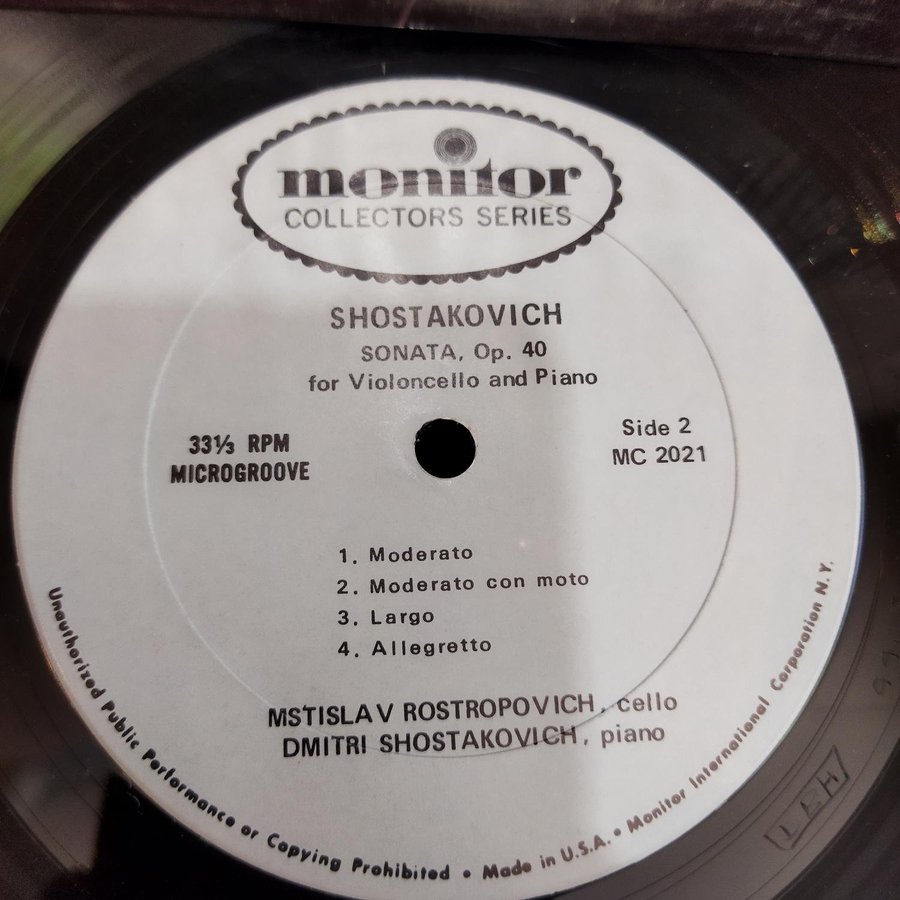 monitor
COLLECTORS SERIES
SHOSTAKOVICH
SONATA, Op. 40
for Violoncello and Piano
33⅓ RPM
MICROGROOVE
Side 2
MC 2021
1. Moderato
2. Moderato con moto
3. Largo
4. Allegretto
MSTISLAV ROSTROPOVICH, cello
DMITRI SHOSTAKOVICH, piano
Unauthorized Public Performance or Copying Prohibited • Made in U.S.A. • Monitor International Corporation N.Y.